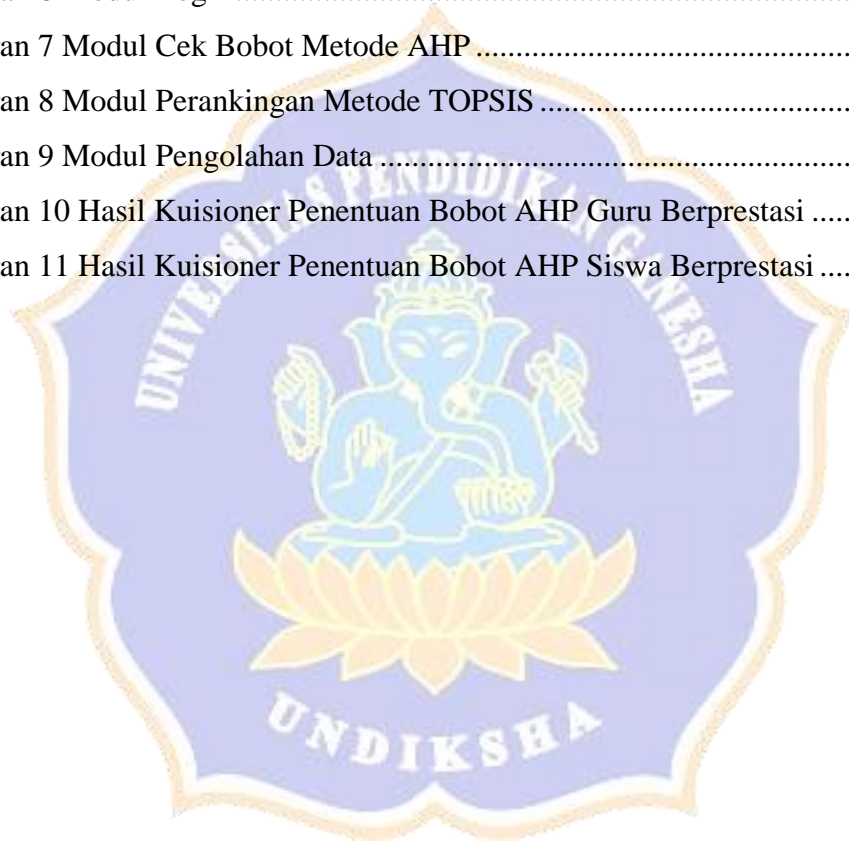 an 7 Modul Cek Bobot Metode AHP ....................................................
an 8 Modul Perankingan Metode TOPSIS ...........................................
an 9 Modul Pengolahan Data ................................................................
an 10 Hasil Kuisioner Penentuan Bobot AHP Guru Berprestasi .....
an 11 Hasil Kuisioner Penentuan Bobot AHP Siswa Berprestasi ....
UNIVERSITAS PENDIDIKAN GANESHA
UNDIKSHA